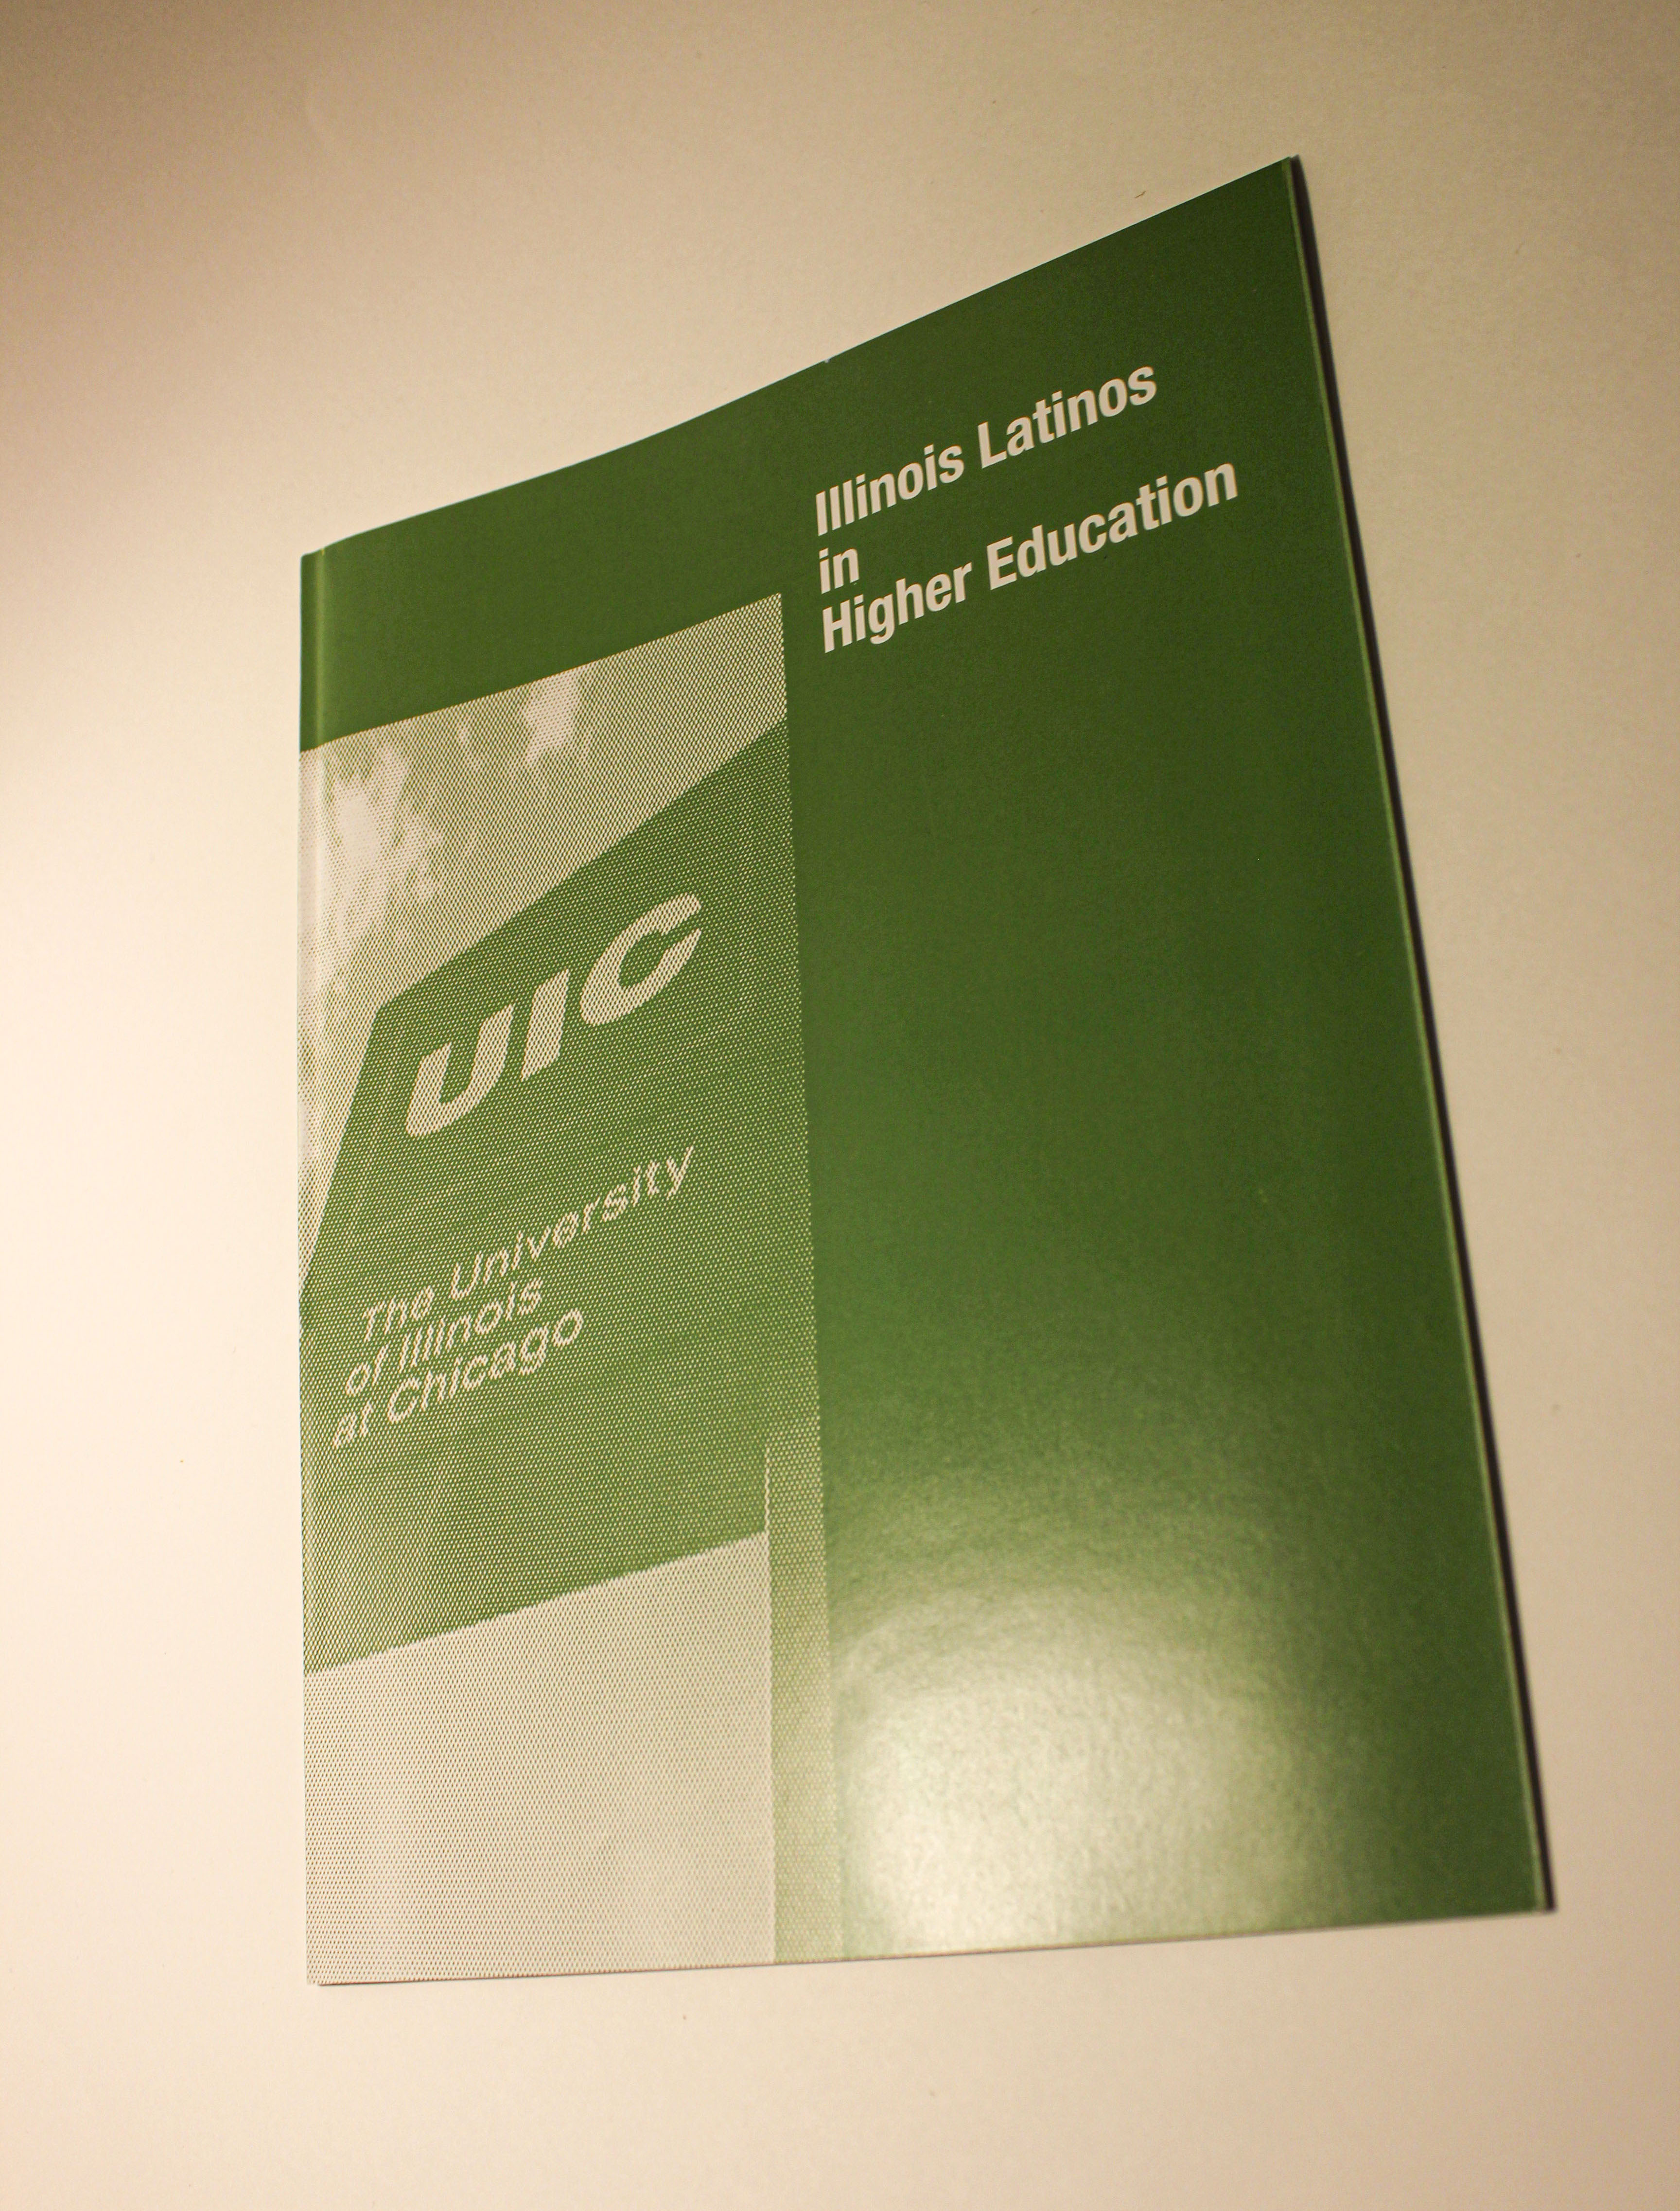 Illinois Latinos
in
Higher Education
UIC
The University
of Illinois
at Chicago